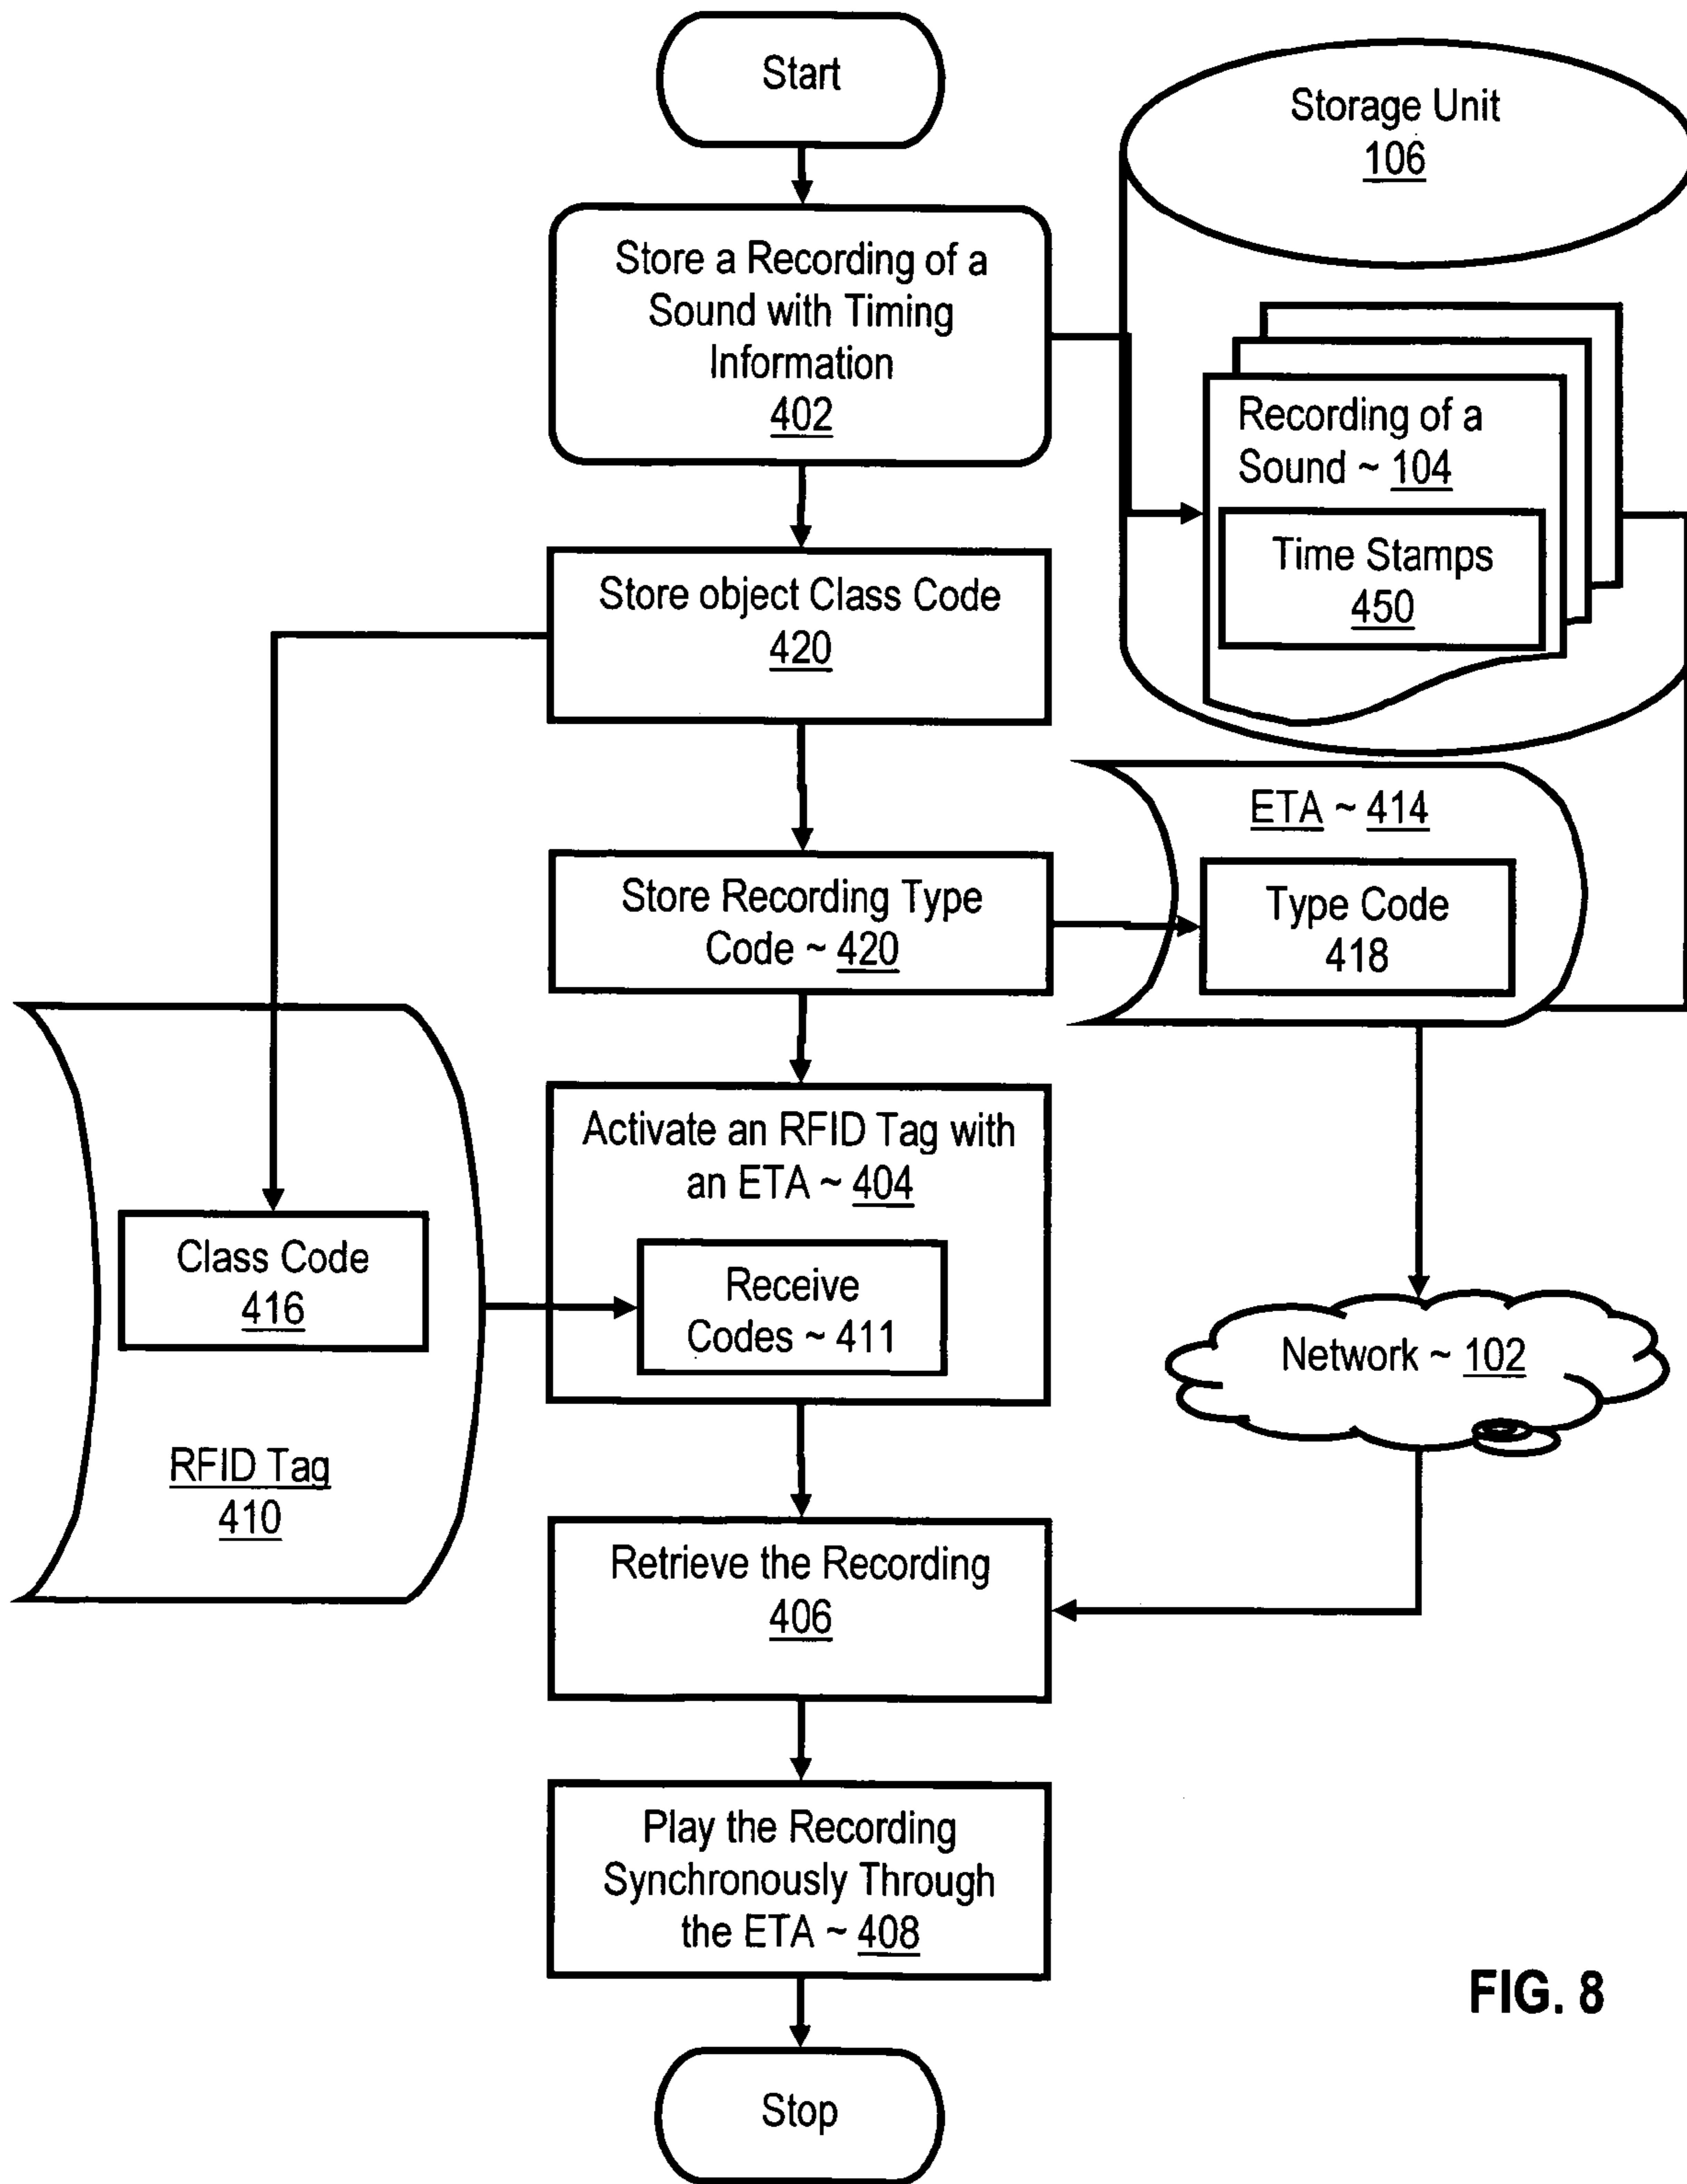 Start
Storage Unit
106
Store a Recording of a
Sound with Timing
Information
402
Recording of a
Sound ~ 104
Time Stamps
450
Store object Class Code
420
ETA ~ 414
Store Recording Type
Code ~ 420
Type Code
418
Activate an RFID Tag with
an ETA ~ 404
Class Code
416
Receive
Codes ~ 411
Network ~ 102
RFID Tag
410
Retrieve the Recording
406
Play the Recording
Synchronously Through
the ETA ~ 408
FIG. 8
Stop